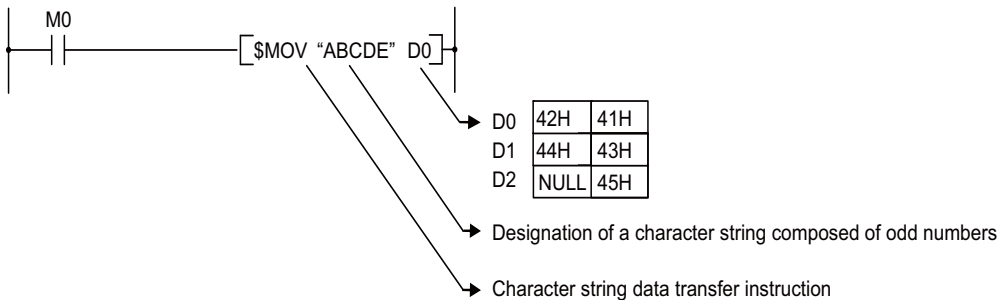 M0
$MOV “ABCDE” D0
D0 42H 41H
D1 44H 43H
D2 NULL 45H
Designation of a character string composed of odd numbers
Character string data transfer instruction